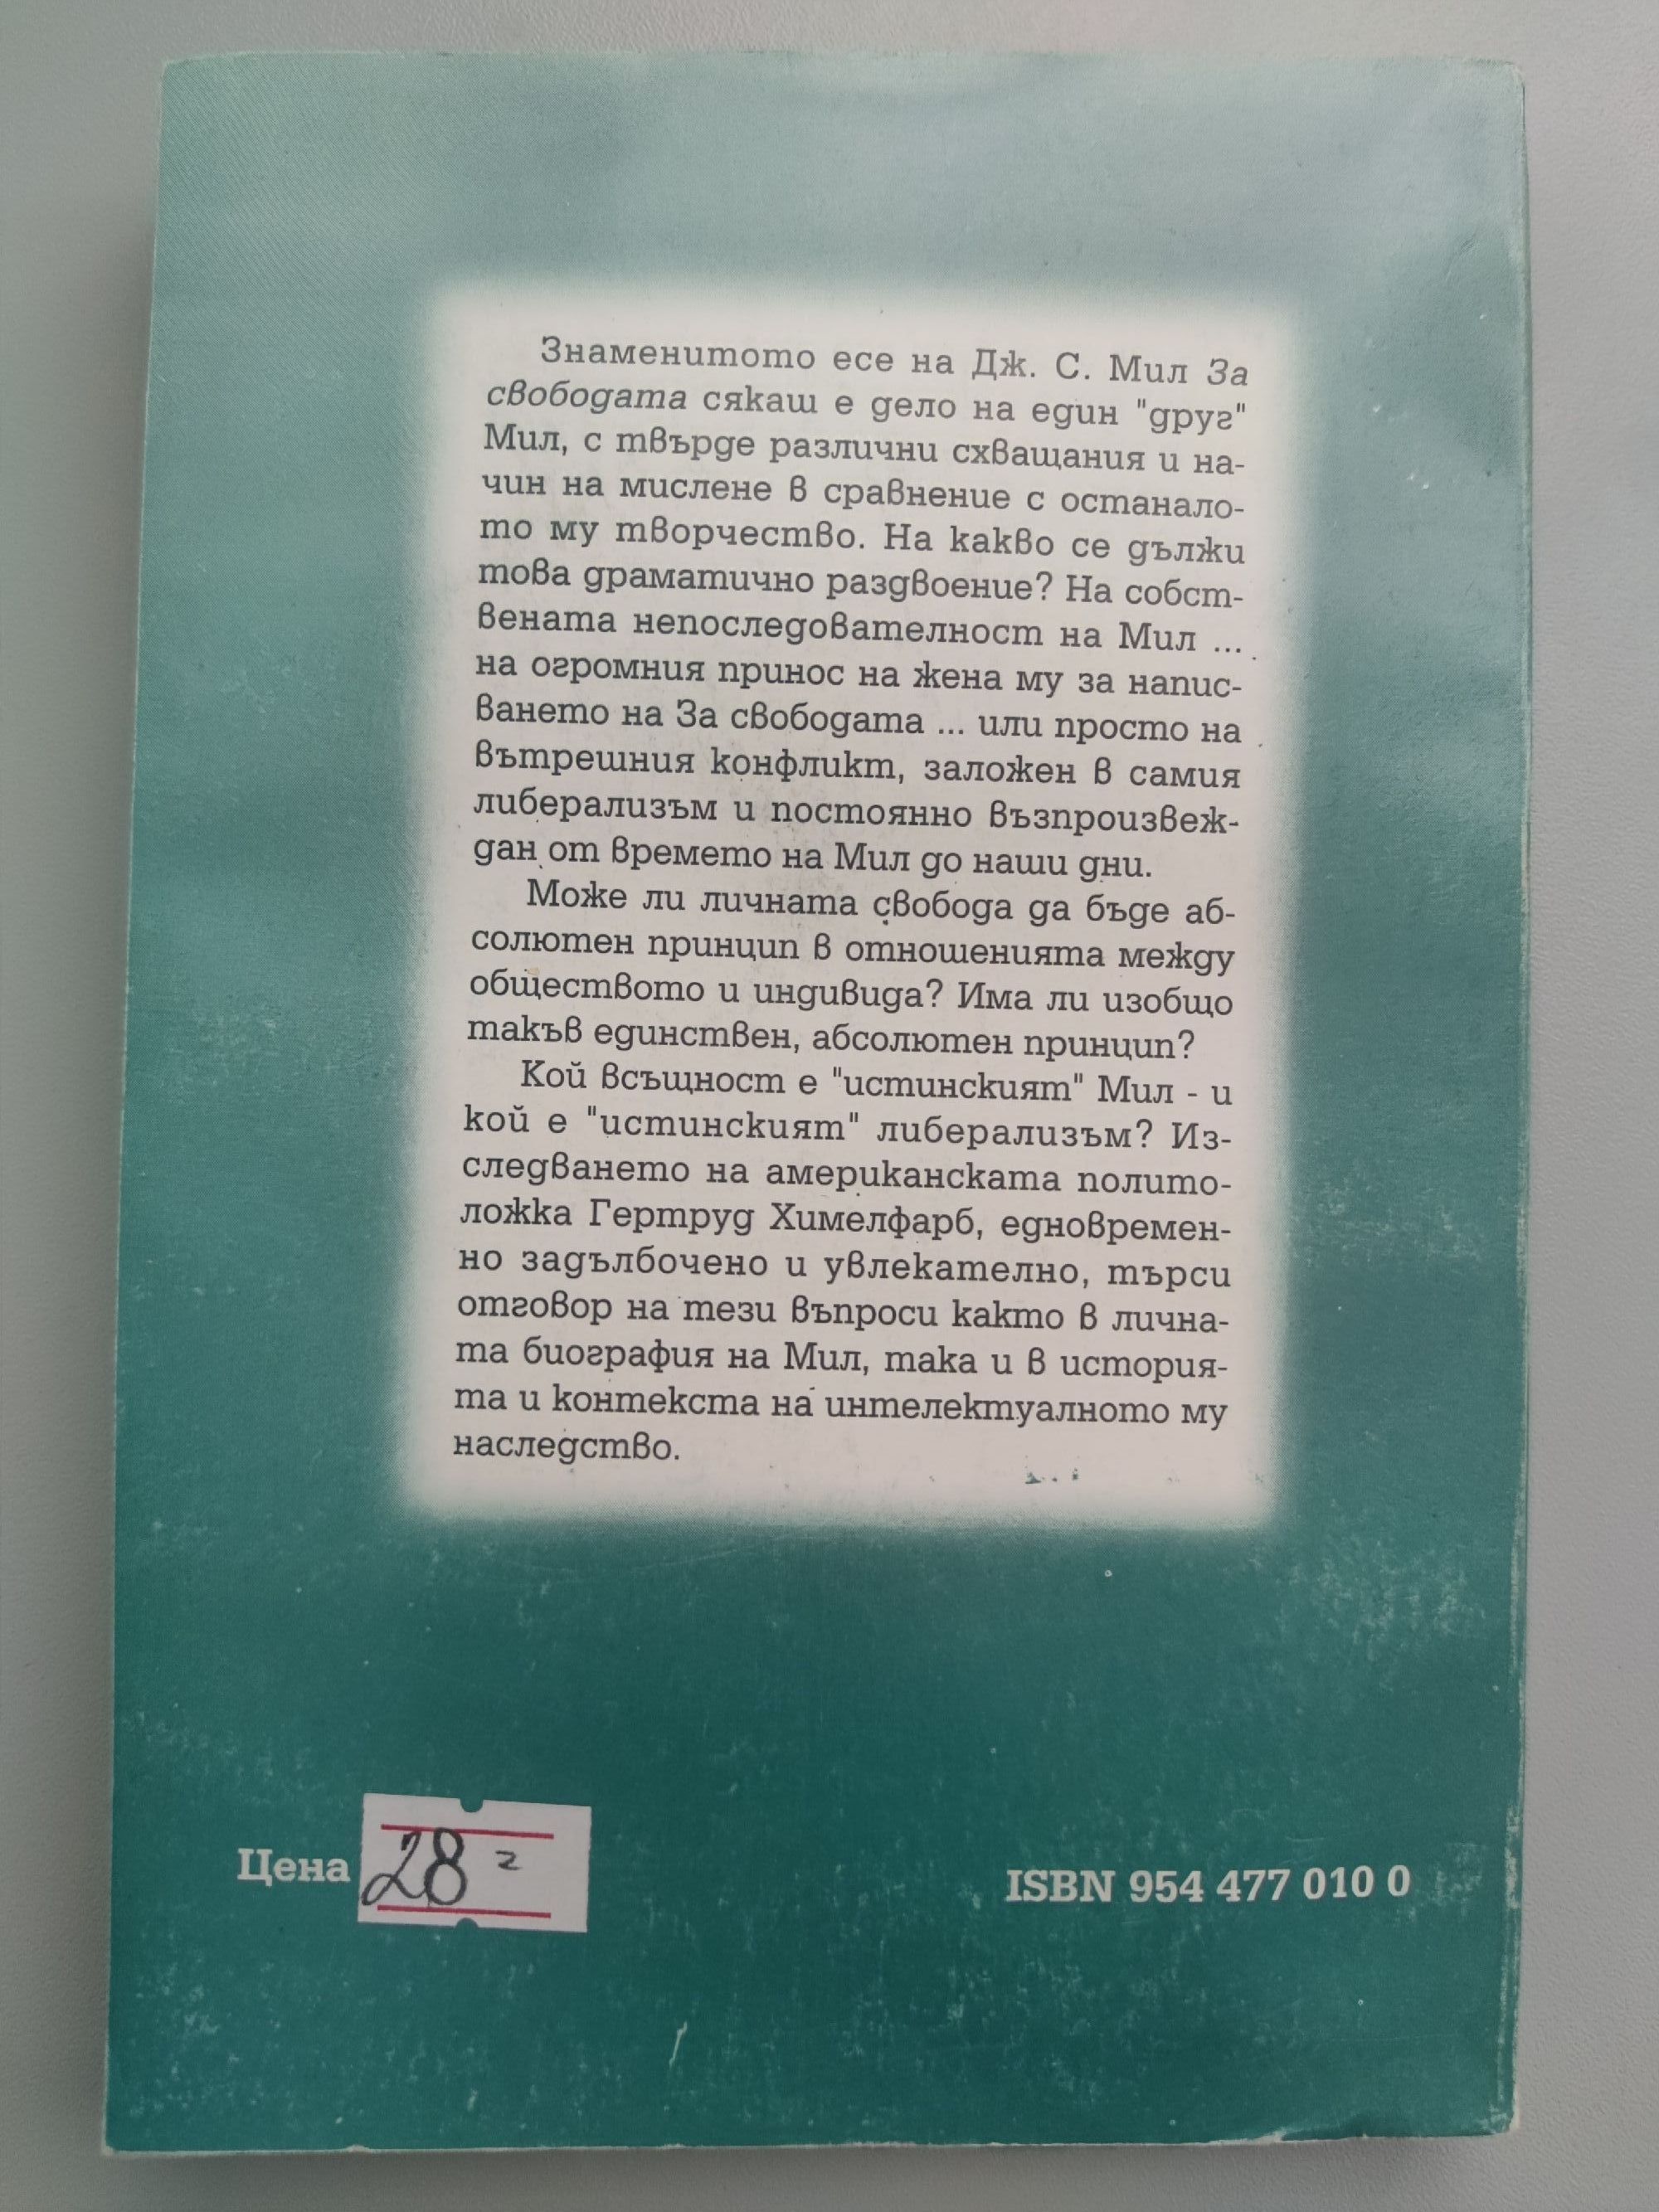 Знаменитото есе на Дж. С. Мил За
свободата сякаш е дело на един "друг"
Мил, с твърде различни схващания и на-
чин на мислене в сравнение с останало-
то му творчество. На какво се дължи
това драматично раздвоение? На собст-
вената непоследователност на Мил ...
на огромния принос на жена му за напис-
ването на За свободата ... или просто на
вътрешния конфликт, заложен в самия
либерализъм и постоянно възпроизвеж-
дан от времето на Мил до наши дни.
Може ли личната свобода да бъде аб-
солютен принцип в отношенията между
обществото и индивида? Има ли изобщо
такъв единствен, абсолютен принцип?
Кой всъщност е "истинският" Мил - и
кой е "истинският" либерализъм? Из-
следването на американската полито-
ложка Гертруд Химелфарб, едновремен-
но задълбочено и увлекателно, търси
отговор на тези въпроси както в лична-
та биография на Мил, така и в история-
та и контекста на интелектуалното му
наследство.
Цена 28
ISBN 954 477 010 0